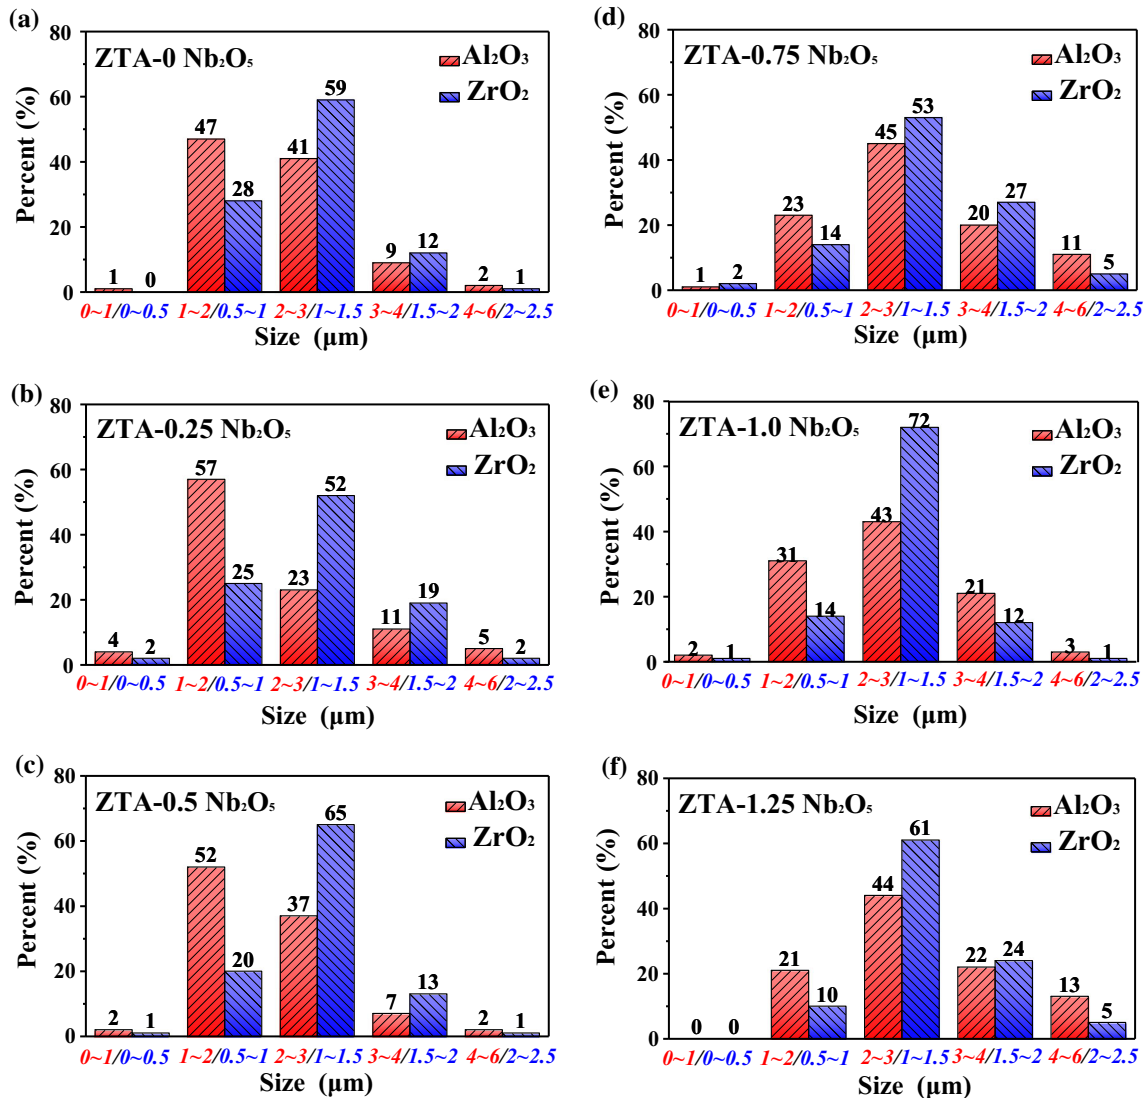 (a)
ZTA-0 Nb₂O₅
Al₂O₃
ZrO₂
Percent (%)
80
60
40
20
0
1
0
47
28
41
59
9
12
2
1
0~1/0~0.5 1~2/0.5~1 2~3/1~1.5 3~4/1.5~2 4~6/2~2.5
Size (μm)
(b)
ZTA-0.25 Nb₂O₅
Al₂O₃
ZrO₂
Percent (%)
80
60
40
20
0
4
2
57
25
23
52
11
19
5
2
0~1/0~0.5 1~2/0.5~1 2~3/1~1.5 3~4/1.5~2 4~6/2~2.5
Size (μm)
(c)
ZTA-0.5 Nb₂O₅
Al₂O₃
ZrO₂
Percent (%)
80
60
40
20
0
2
1
52
20
37
65
7
13
2
1
0~1/0~0.5 1~2/0.5~1 2~3/1~1.5 3~4/1.5~2 4~6/2~2.5
Size (μm)
(d)
ZTA-0.75 Nb₂O₅
Al₂O₃
ZrO₂
Percent (%)
80
60
40
20
0
1
2
23
14
45
53
20
27
11
5
0~1/0~0.5 1~2/0.5~1 2~3/1~1.5 3~4/1.5~2 4~6/2~2.5
Size (μm)
(e)
ZTA-1.0 Nb₂O₅
Al₂O₃
ZrO₂
Percent (%)
80
60
40
20
0
2
1
31
14
43
72
21
12
3
1
0~1/0~0.5 1~2/0.5~1 2~3/1~1.5 3~4/1.5~2 4~6/2~2.5
Size (μm)
(f)
ZTA-1.25 Nb₂O₅
Al₂O₃
ZrO₂
Percent (%)
80
60
40
20
0
0
0
21
10
44
61
22
24
13
5
0~1/0~0.5 1~2/0.5~1 2~3/1~1.5 3~4/1.5~2 4~6/2~2.5
Size (μm)